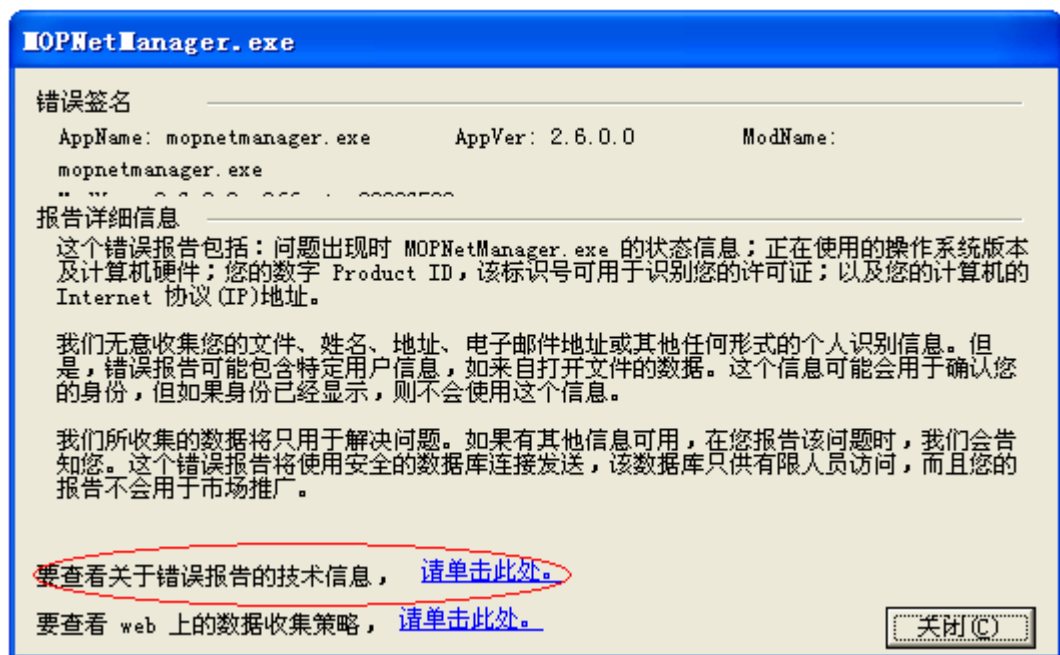 MOPNetManager.exe
错误签名
AppName: mopnetmanager.exe AppVer: 2.6.0.0 ModName:
mopnetmanager.exe
报告详细信息
这个错误报告包括：问题出现时 MOPNetManager.exe 的状态信息；正在使用的操作系统版本
及计算机硬件；您的数字 Product ID，该标识号可用于识别您的许可证；以及您的计算机的
Internet 协议(IP)地址。
我们无意收集您的文件、姓名、地址、电子邮件地址或其他任何形式的个人识别信息。但
是，错误报告可能包含特定用户信息，如来自打开文件的数据。这个信息可能会用于确认您
的身份，但如果身份已经显示，则不会使用这个信息。
我们所收集的数据将只用于解决问题。如果有其他信息可用，在您报告该问题时，我们会告
知您。这个错误报告将使用安全的数据库连接发送，该数据库只供有限人员访问，而且您的
报告不会用于市场推广。
要查看关于错误报告的技术信息， 请单击此处。
要查看 web 上的数据收集策略， 请单击此处。
关闭(C)